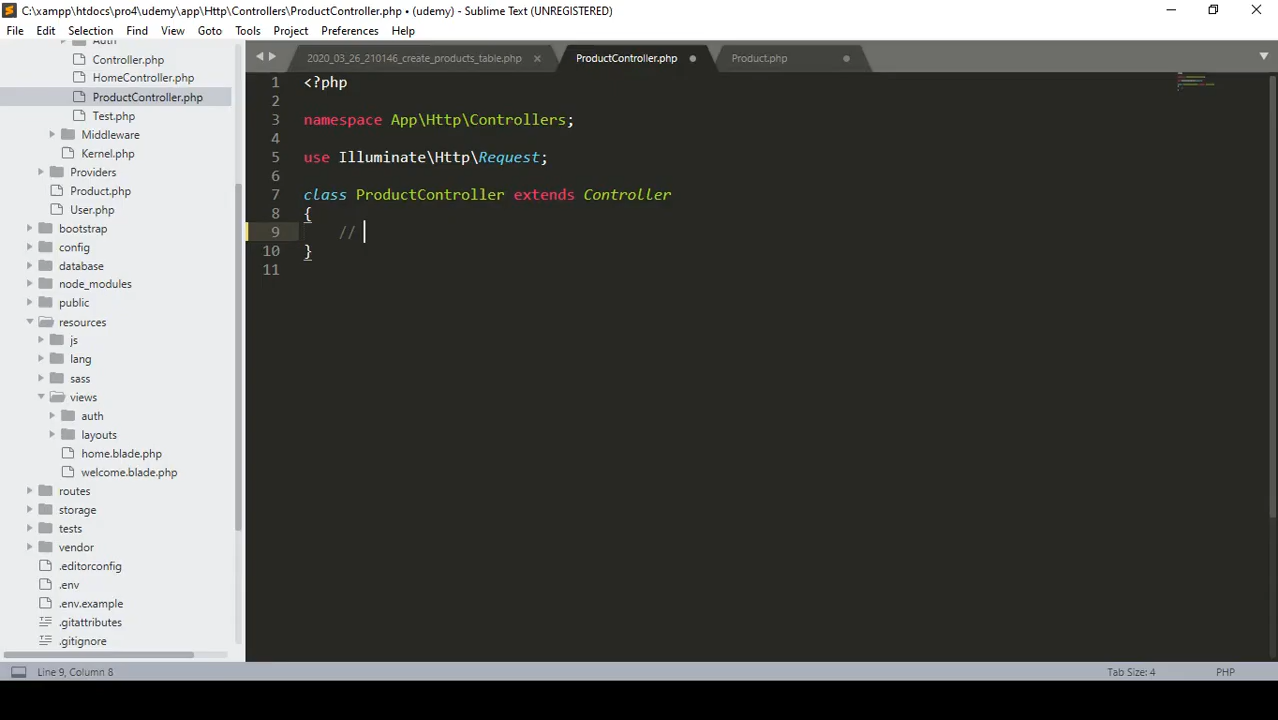 C:\xampp\htdocs\pro4\udemy\app\Http\Controllers\ProductController.php • (udemy) - Sublime Text (UNREGISTERED)
File Edit Selection Find View Goto Tools Project Preferences Help
Auth
Controller.php
HomeController.php
ProductController.php
Test.php
Middleware
Kernel.php
Providers
Product.php
User.php
bootstrap
config
database
node_modules
public
resources
js
lang
sass
views
auth
layouts
home.blade.php
welcome.blade.php
routes
storage
tests
vendor
.editorconfig
.env
.env.example
.gitattributes
.gitignore
2020_03_26_210146_create_products_table.php × ProductController.php Product.php
1 <?php
2
3 namespace App\Http\Controllers;
4
5 use Illuminate\Http\Request;
6
7 class ProductController extends Controller
8 {
9 //
10 }
11
Line 9, Column 8 Tab Size: 4 PHP